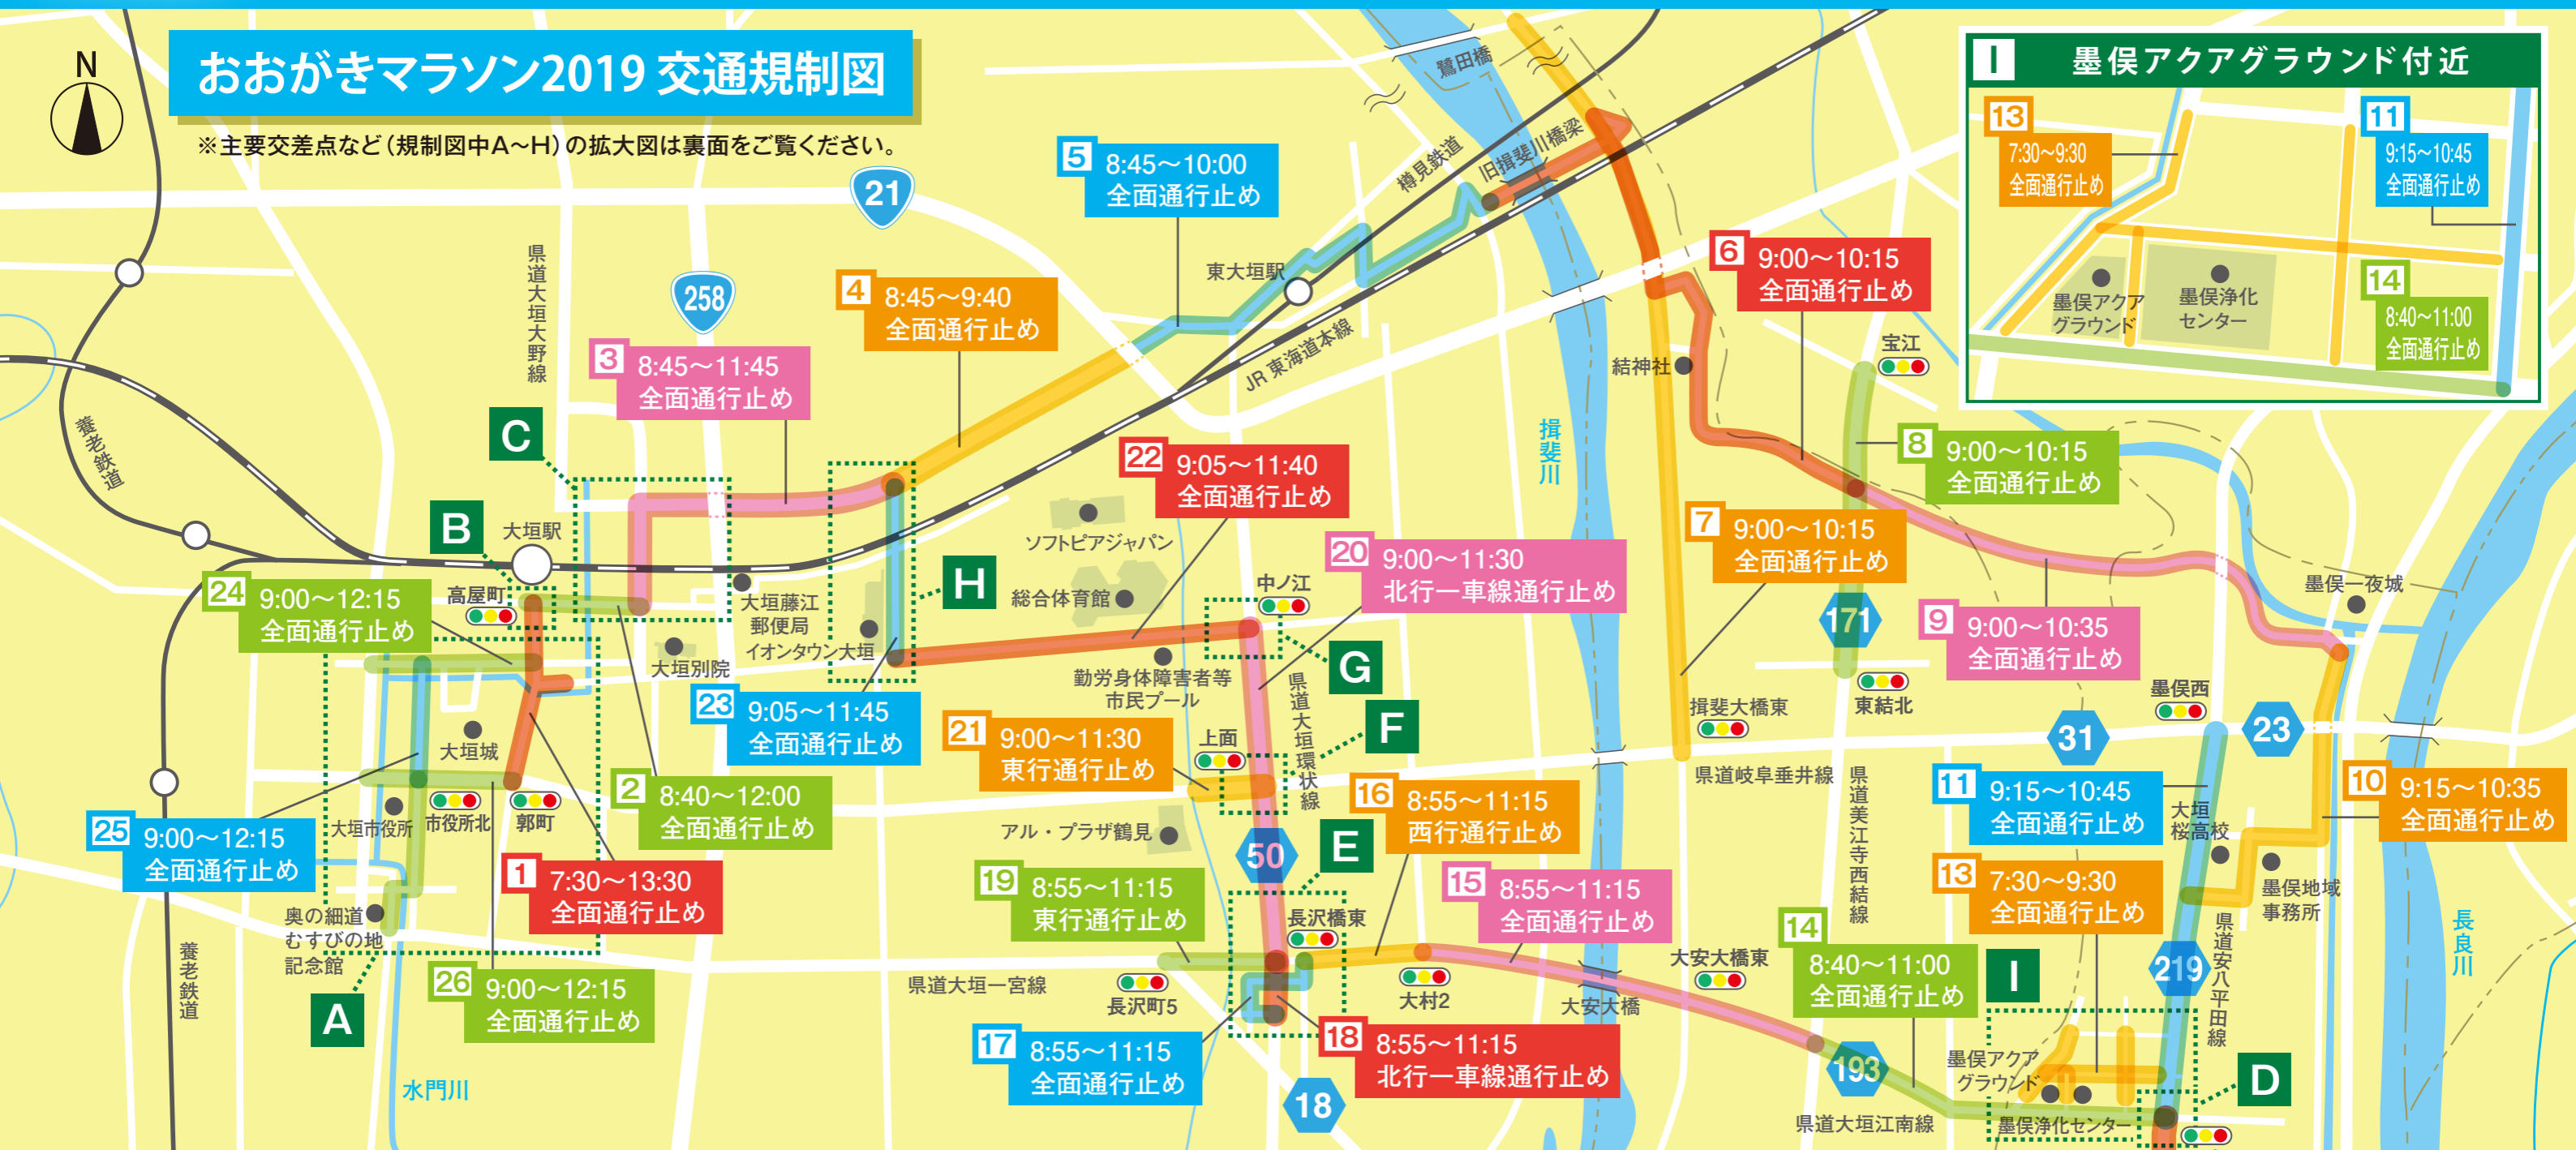 おおがきマラソン2019 交通規制図
※主要交差点など（規制図中A～H）の拡大図は裏面をご覧ください。
N
I
墨俣アクアグラウンド付近
13
7:30～9:30
全面通行止め
11
9:15～10:45
全面通行止め
14
8:40～11:00
全面通行止め
墨俣アクア
グラウンド
墨俣浄化
センター
鷺田橋
旧揖斐川橋梁
樽見鉄道
5
8:45～10:00
全面通行止め
21
258
県道大垣大野線
東大垣駅
JR 東海道本線
4
8:45～9:40
全面通行止め
3
8:45～11:45
全面通行止め
6
9:00～10:15
全面通行止め
結神社
宝江
揖斐川
養老鉄道
C
B
大垣駅
高屋町
22
9:05～11:40
全面通行止め
8
9:00～10:15
全面通行止め
7
9:00～10:15
全面通行止め
ソフトピアジャパン
総合体育館
20
9:00～11:30
北行一車線通行止め
中ノ江
H
G
24
9:00～12:15
全面通行止め
大垣藤江
郵便局
イオンタウン大垣
大垣別院
勤労身体障害者等
市民プール
171
9
9:00～10:35
全面通行止め
墨俣一夜城
23
9:05～11:45
全面通行止め
21
9:00～11:30
東行通行止め
上面
県道大垣環状線
F
揖斐大橋東
東結北
墨俣西
31
23
大垣城
県道岐阜垂井線
県道美江寺西結線
2
8:40～12:00
全面通行止め
16
8:55～11:15
西行通行止め
11
9:15～10:45
全面通行止め
10
9:15～10:35
全面通行止め
大垣
桜高校
大垣市役所
市役所北
郭町
25
9:00～12:15
全面通行止め
アル・プラザ鶴見
50
E
1
7:30～13:30
全面通行止め
19
8:55～11:15
東行通行止め
15
8:55～11:15
全面通行止め
13
7:30～9:30
全面通行止め
墨俣地域
事務所
奥の細道
むすびの地
記念館
長沢橋東
14
8:40～11:00
全面通行止め
県道安八平田線
長良川
養老鉄道
26
9:00～12:15
全面通行止め
A
県道大垣一宮線
長沢町5
大村2
大安大橋
大安大橋東
I
219
17
8:55～11:15
全面通行止め
18
8:55～11:15
北行一車線通行止め
水門川
18
193
墨俣アクア
グラウンド
D
県道大垣江南線
墨俣浄化センター